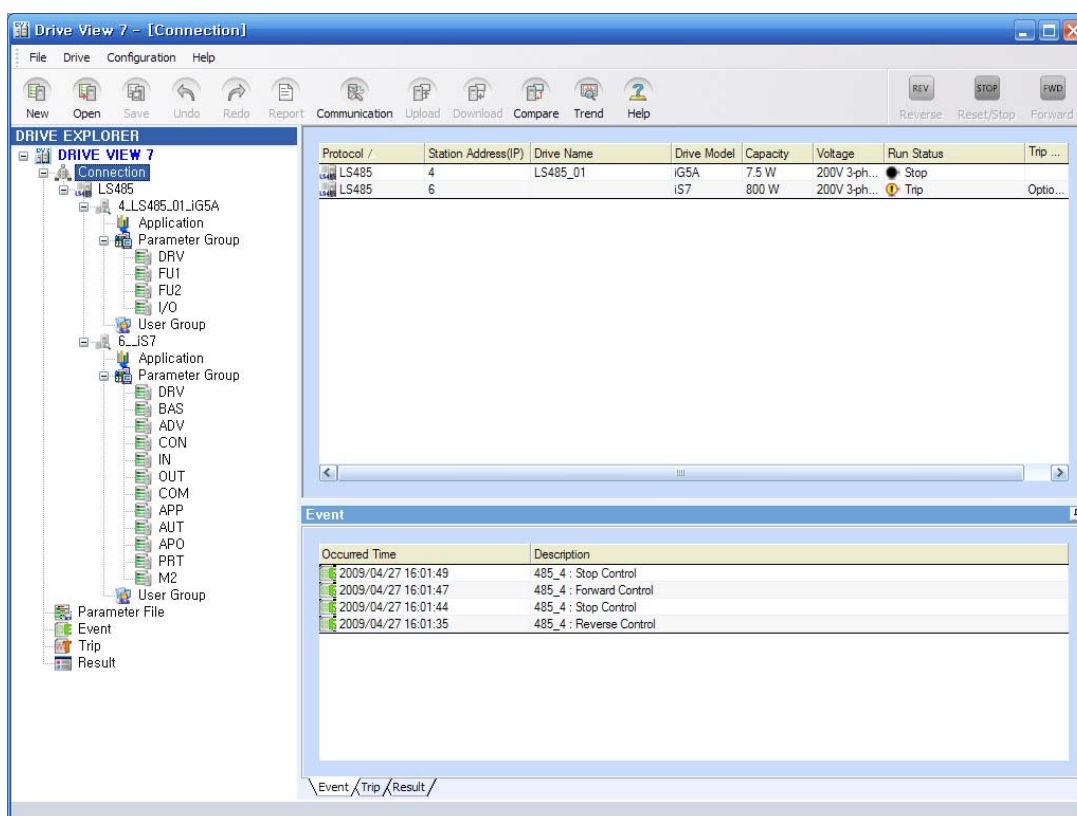 Drive View 7 - [Connection]
File Drive Configuration Help
New Open Save Undo Redo Report Communication Upload Download Compare Trend Help REV Reverse STOP Reset/Stop FWD Forward
DRIVE EXPLORER
DRIVE VIEW 7
Connection
LS485
4_LS485_01_iG5A
Application
Parameter Group
DRV
FU1
FU2
I/O
User Group
6__iS7
Application
Parameter Group
DRV
BAS
ADV
CON
IN
OUT
COM
APP
AUT
APO
PRT
M2
User Group
Parameter File
Event
Trip
Result
Protocol / Station Address(IP) Drive Name Drive Model Capacity Voltage Run Status Trip ...
LS485 4 LS485_01 iG5A 7.5 W 200V 3-ph... Stop
LS485 6 iS7 800 W 200V 3-ph... Trip Optio...
Event
Occurred Time Description
2009/04/27 16:01:49 485_4 : Stop Control
2009/04/27 16:01:47 485_4 : Forward Control
2009/04/27 16:01:44 485_4 : Stop Control
2009/04/27 16:01:35 485_4 : Reverse Control
Event Trip Result